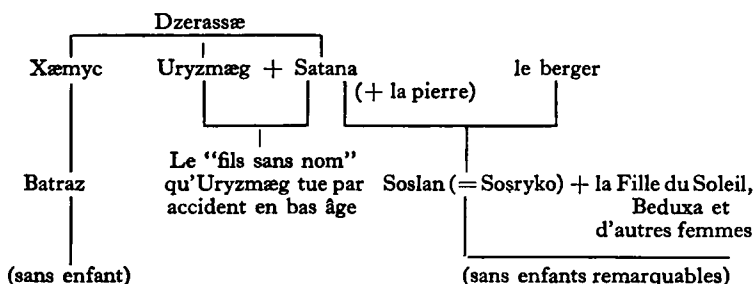 Dzerassæ
Xæmyc Uryzmæg + Satana le berger
(+ la pierre)
Le “fils sans nom”
Batraz qu'Uryzmæg tue par Soslan (= Soṣryko) + la Fille du Soleil,
accident en bas âge Beduxa et
d'autres femmes
(sans enfant) (sans enfants remarquables)